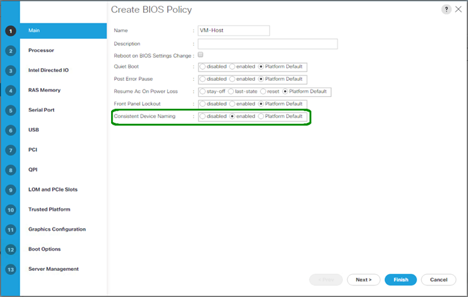 Create BIOS Policy
?
1 Main
2 Processor
3 Intel Directed IO
4 RAS Memory
5 Serial Port
6 USB
7 PCI
8 QPI
9 LOM and PCIe Slots
10 Trusted Platform
11 Graphics Configuration
12 Boot Options
13 Server Management
Name : VM-Host
Description :
Reboot on BIOS Settings Change :
Quiet Boot : disabled enabled Platform Default
Post Error Pause : disabled enabled Platform Default
Resume Ac On Power Loss : stay-off last-state reset Platform Default
Front Panel Lockout : disabled enabled Platform Default
Consistent Device Naming : disabled enabled Platform Default
Next > Finish Cancel